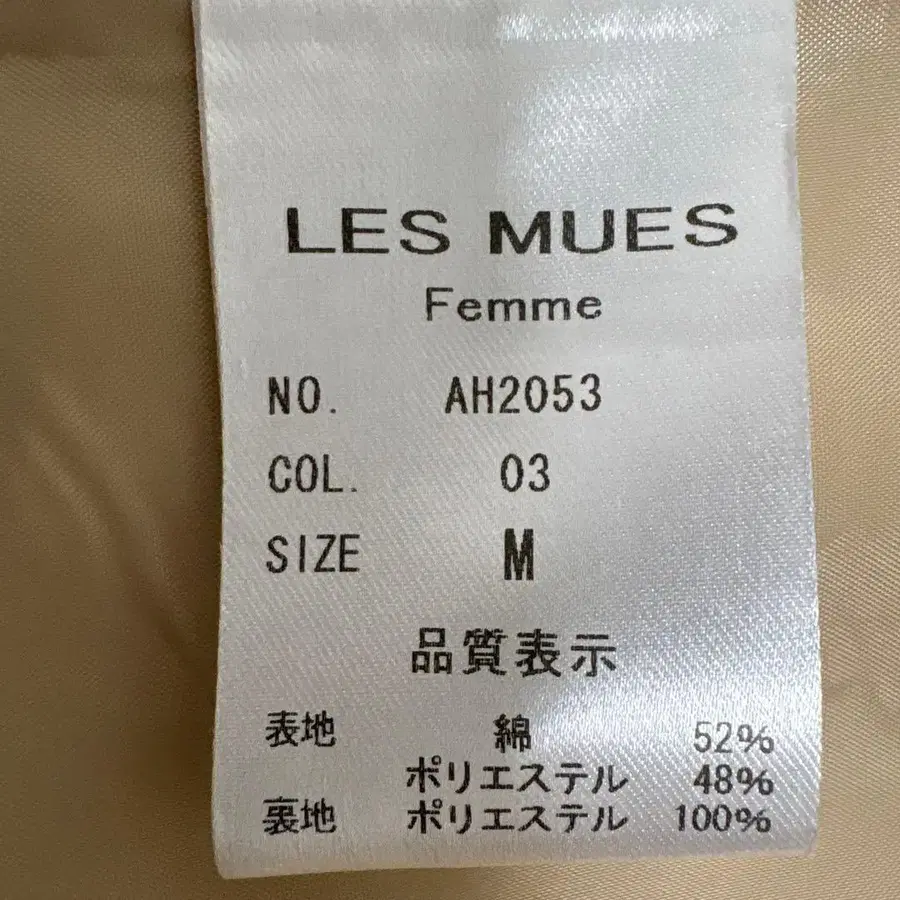 LES MUES
Femme
NO. AH2053
COL. 03
SIZE M
品質表示
表地 綿 52%
ポリエステル 48%
裏地 ポリエステル 100%